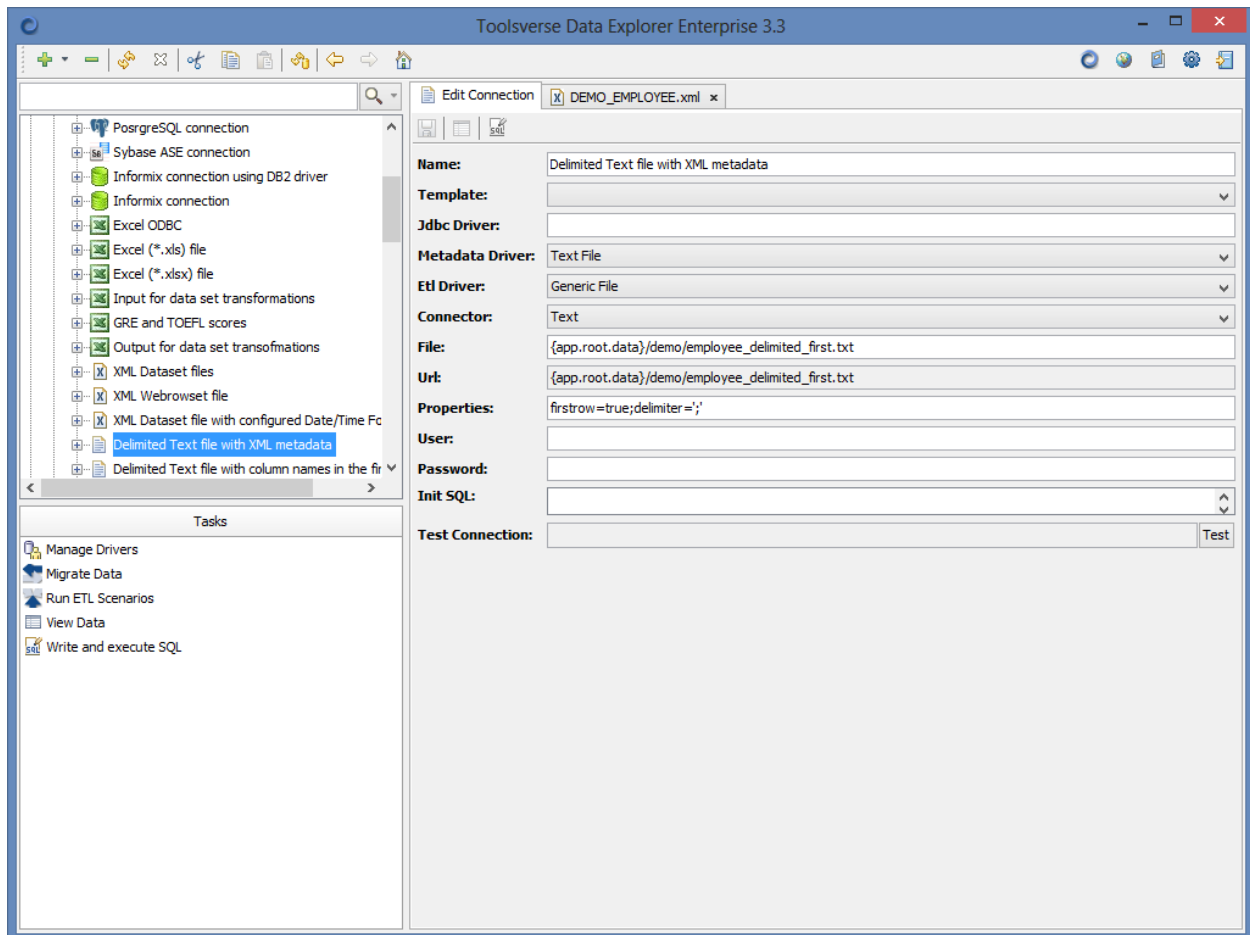 Toolsverse Data Explorer Enterprise 3.3
PosrgreSQL connection
Sybase ASE connection
Informix connection using DB2 driver
Informix connection
Excel ODBC
Excel (*.xls) file
Excel (*.xlsx) file
Input for data set transformations
GRE and TOEFL scores
Output for data set transofmations
XML Dataset files
XML Webrowset file
XML Dataset file with configured Date/Time Fo
Delimited Text file with XML metadata
Delimited Text file with column names in the fir
Tasks
Manage Drivers
Migrate Data
Run ETL Scenarios
View Data
Write and execute SQL
Edit Connection
DEMO_EMPLOYEE.xml
Name: Delimited Text file with XML metadata
Template:
Jdbc Driver:
Metadata Driver: Text File
Etl Driver: Generic File
Connector: Text
File: {app.root.data}/demo/employee_delimited_first.txt
Url: {app.root.data}/demo/employee_delimited_first.txt
Properties: firstrow=true;delimiter=';'
User:
Password:
Init SQL:
Test Connection: Test